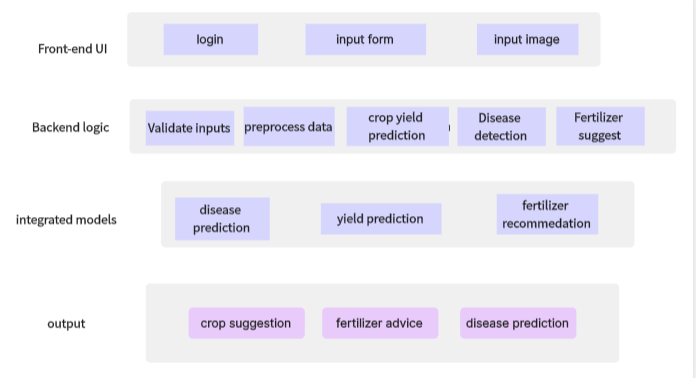 Front-end UI
login
input form
input image
Backend logic
Validate inputs
preprocess data
crop yield
prediction
Disease
detection
Fertilizer
suggest
integrated models
disease
prediction
yield prediction
fertilizer
recommedation
output
crop suggestion
fertilizer advice
disease prediction